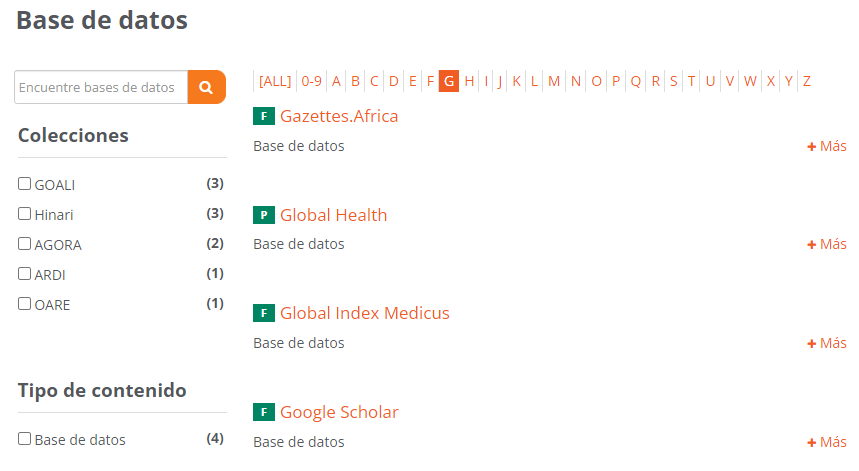 Base de datos
Encuentre bases de datos
Colecciones
GOALI (3)
Hinari (3)
AGORA (2)
ARDI (1)
OARE (1)
Tipo de contenido
Base de datos (4)
[ALL] 0-9 A B C D E F G H I J K L M N O P Q R S T U V W X Y Z
F Gazettes.Africa
Base de datos + Más
P Global Health
Base de datos + Más
F Global Index Medicus
Base de datos + Más
F Google Scholar
Base de datos + Más